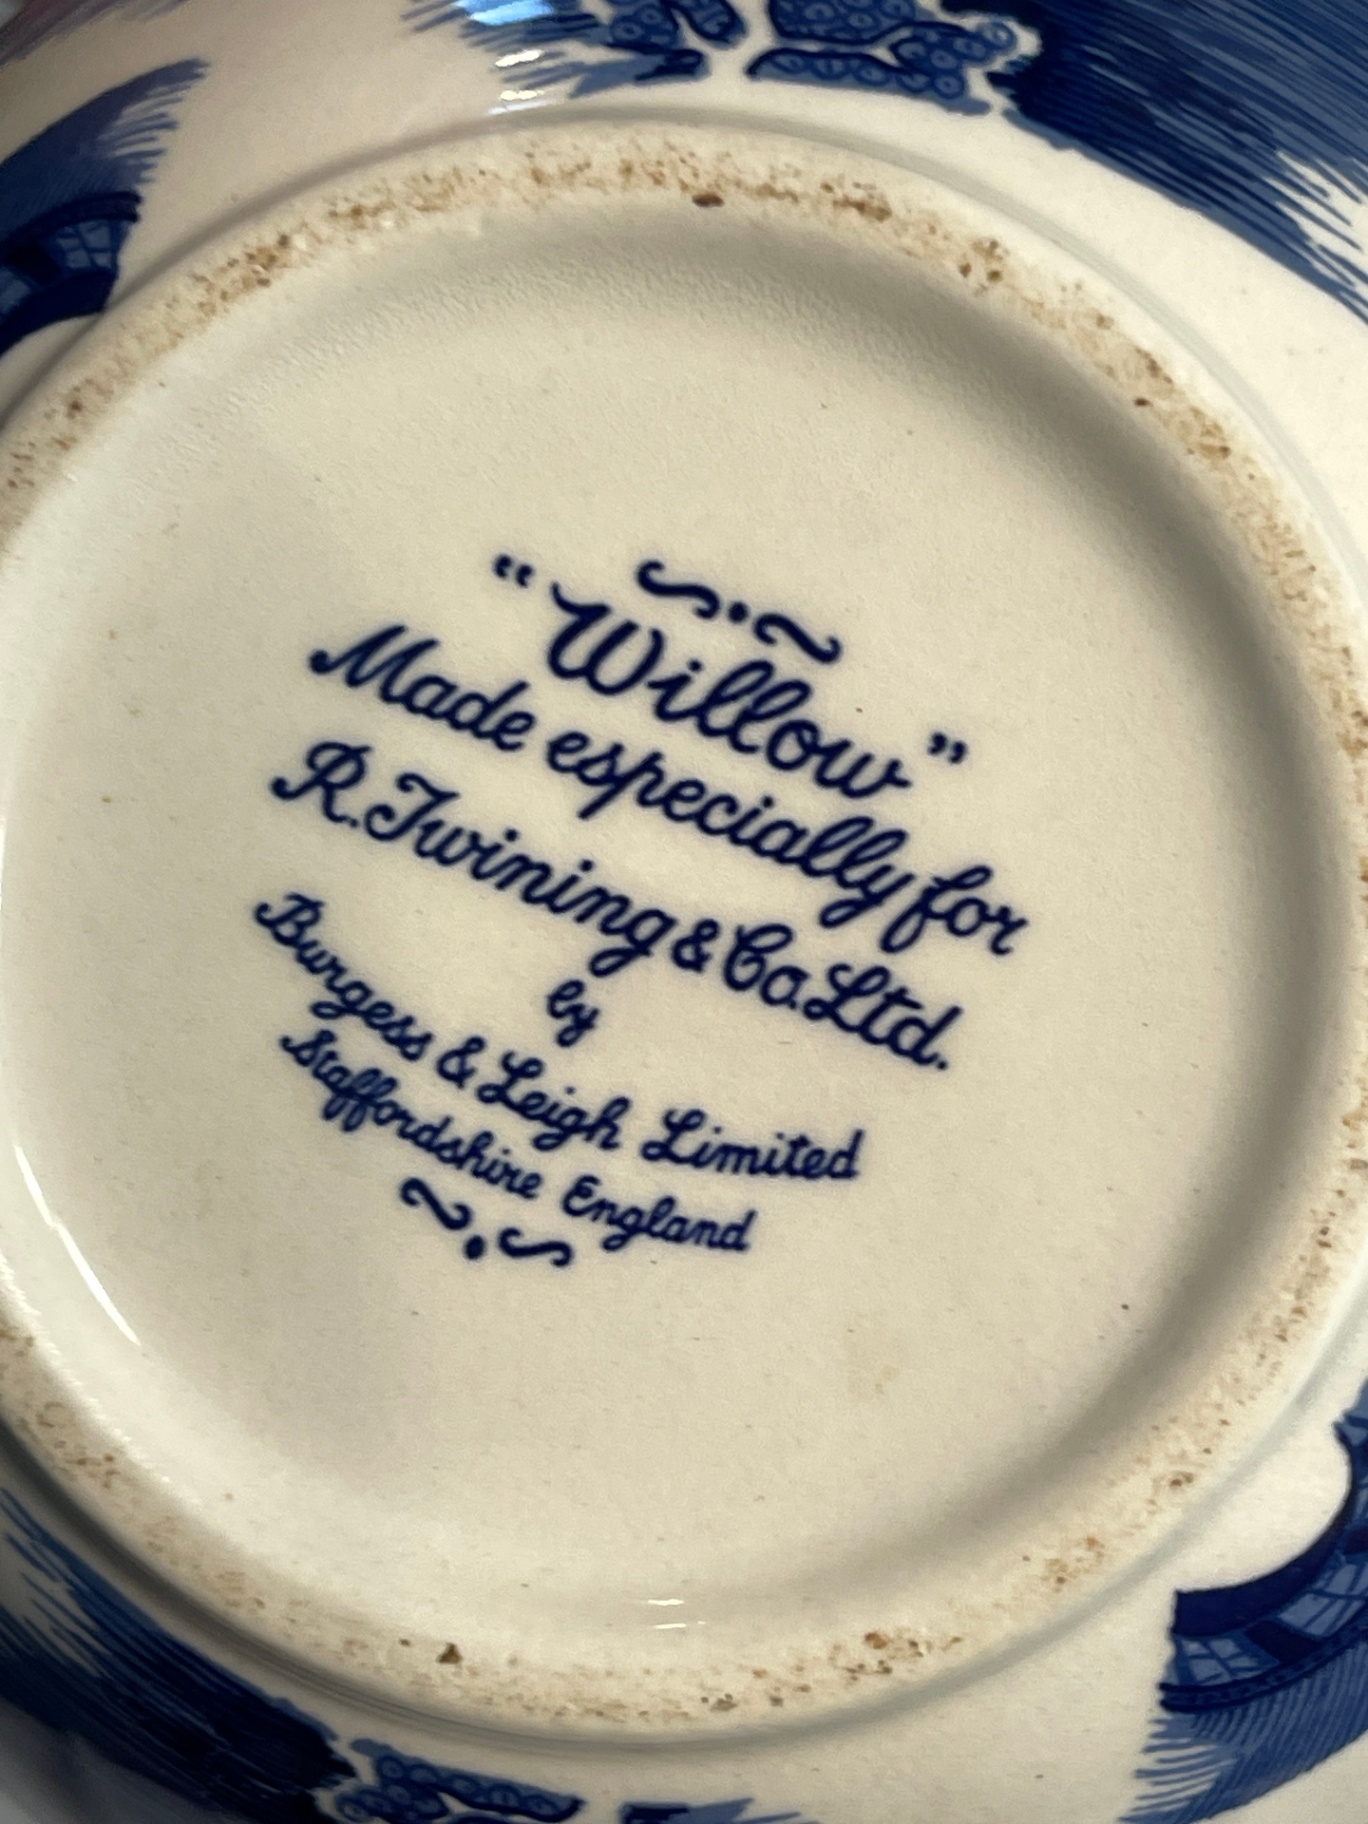 “Willow”
Made especially for
R. Twining & Co. Ltd.
by
Burgess & Leigh Limited
Staffordshire England